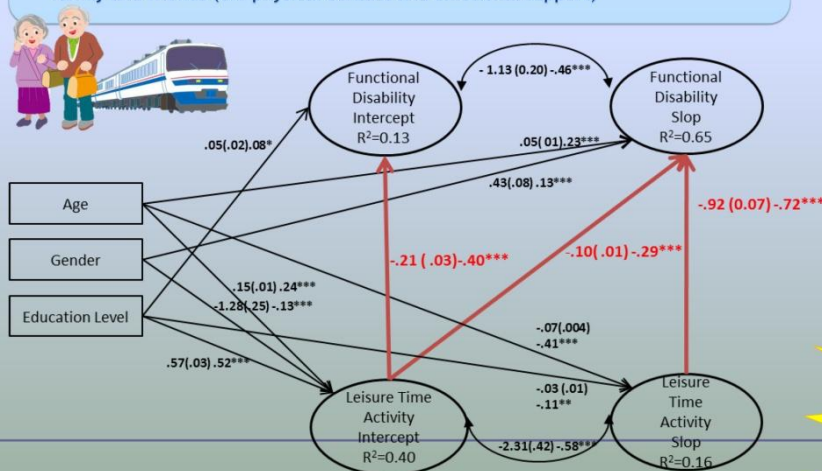 Functional
Disability
Intercept
R²=0.13
- 1.13 (0.20) -.46***
Functional
Disability
Slop
R²=0.65
.05(.02).08*
.05( 01) .23***
.43(.08) .13***
Age
Gender
Education Level
-.92 (0.07) -.72***
-.21 ( .03)-.40***
-.10( .01) -.29***
.15(.01) .24***
-1.28(.25) -.13***
.57(.03) .52***
-.07(.004)
-.41***
-.03 (.01)
-.11**
Leisure Time
Activity
Intercept
R²=0.40
-2.31(.42) -.58***
Leisure
Time
Activity
Slop
R²=0.16